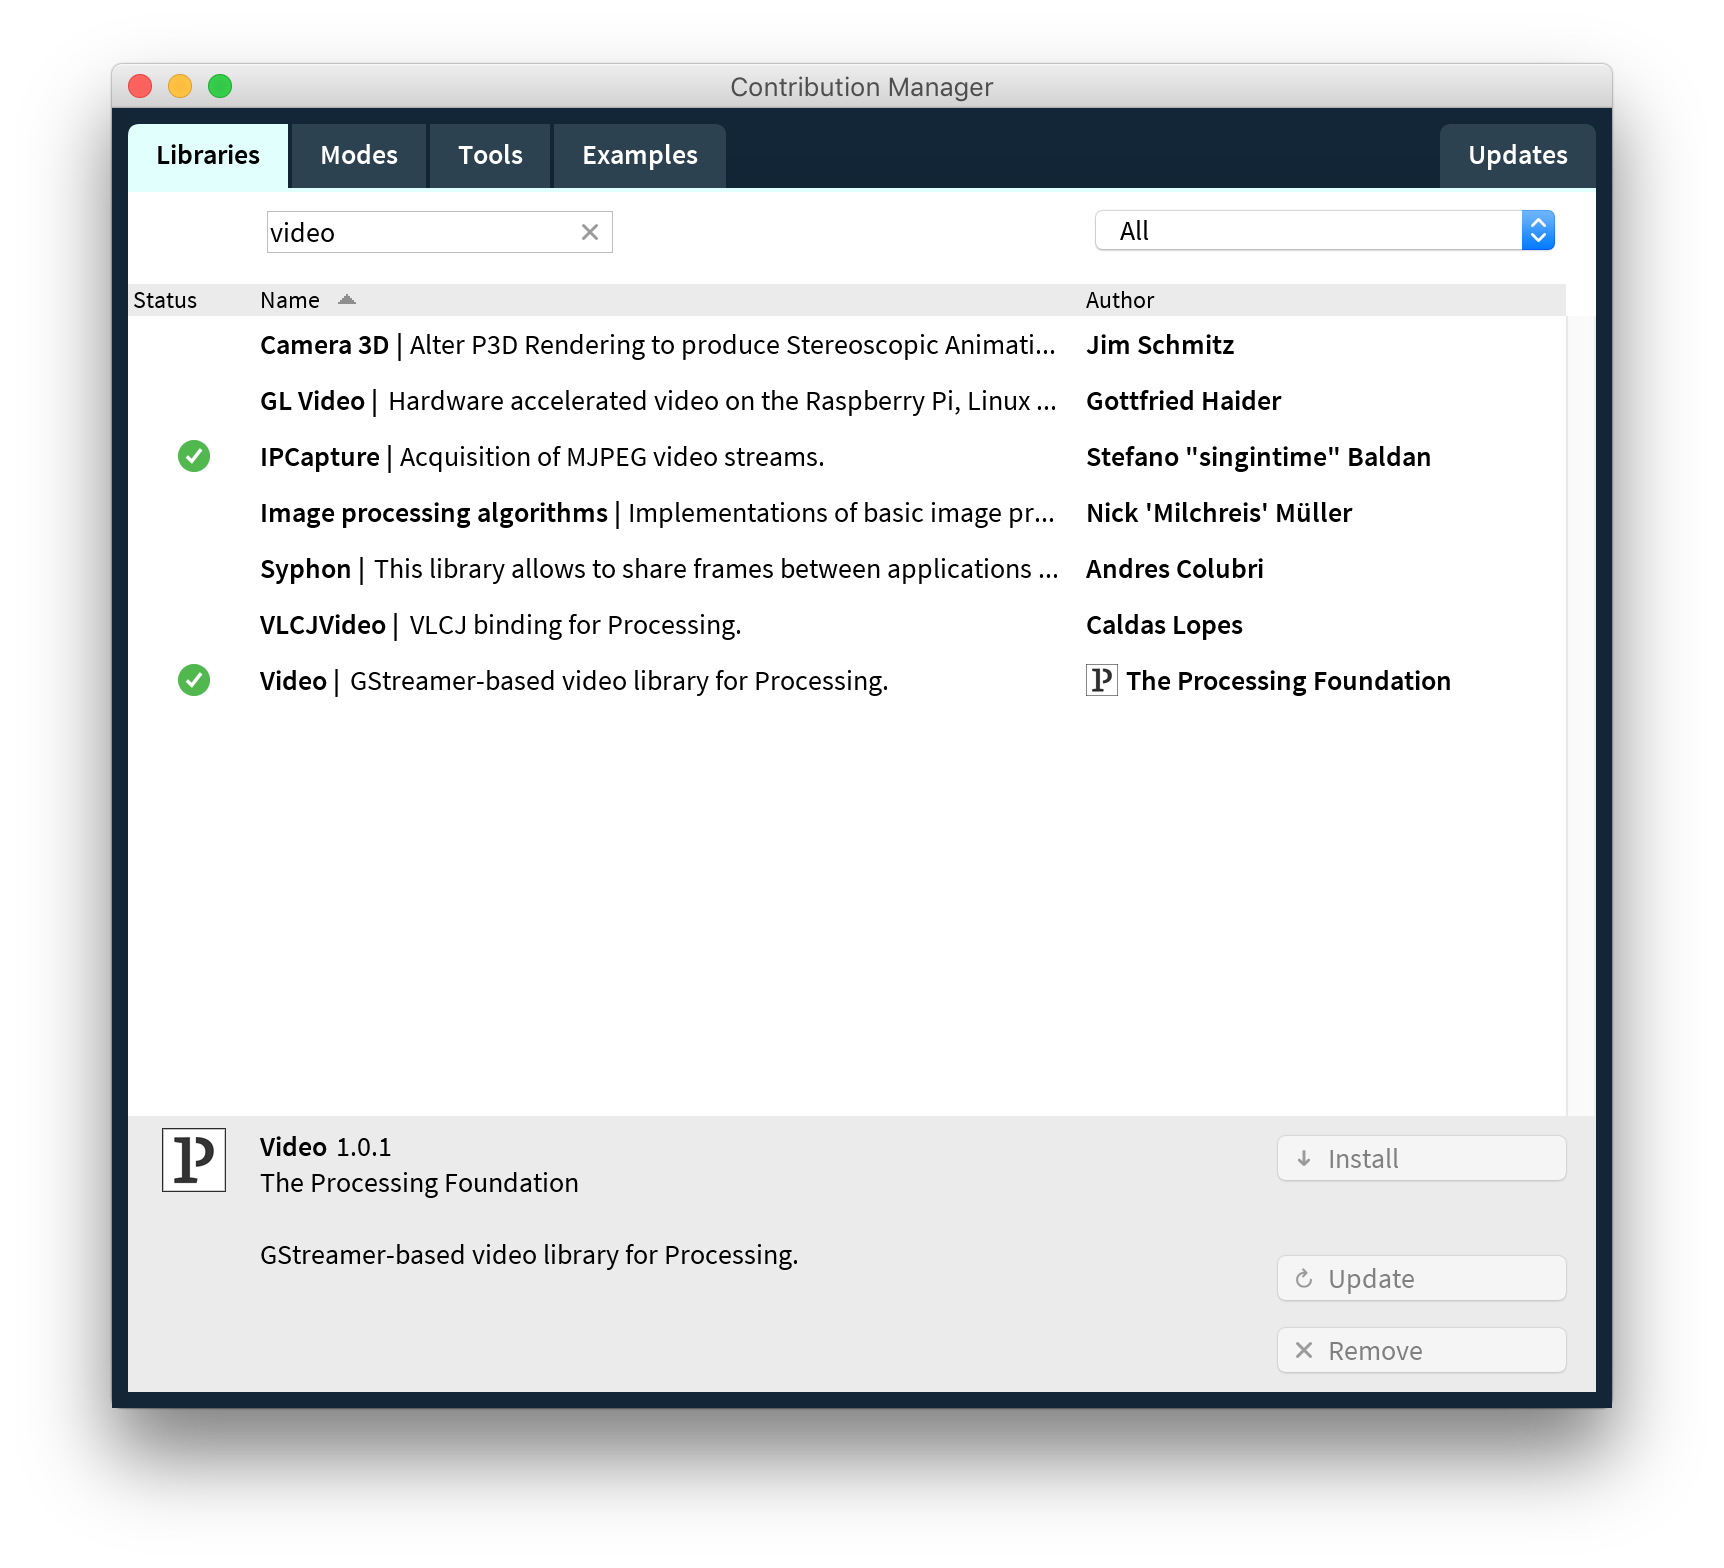 Contribution Manager
Libraries Modes Tools Examples Updates
video All
Status Name Author
Camera 3D | Alter P3D Rendering to produce Stereoscopic Animati... Jim Schmitz
GL Video | Hardware accelerated video on the Raspberry Pi, Linux ... Gottfried Haider
IPCapture | Acquisition of MJPEG video streams. Stefano "singintime" Baldan
Image processing algorithms | Implementations of basic image pr... Nick 'Milchreis' Müller
Syphon | This library allows to share frames between applications ... Andres Colubri
VLCJVideo | VLCJ binding for Processing. Caldas Lopes
Video | GStreamer-based video library for Processing. P The Processing Foundation
P Video 1.0.1 Install
The Processing Foundation
GStreamer-based video library for Processing.
Update
Remove